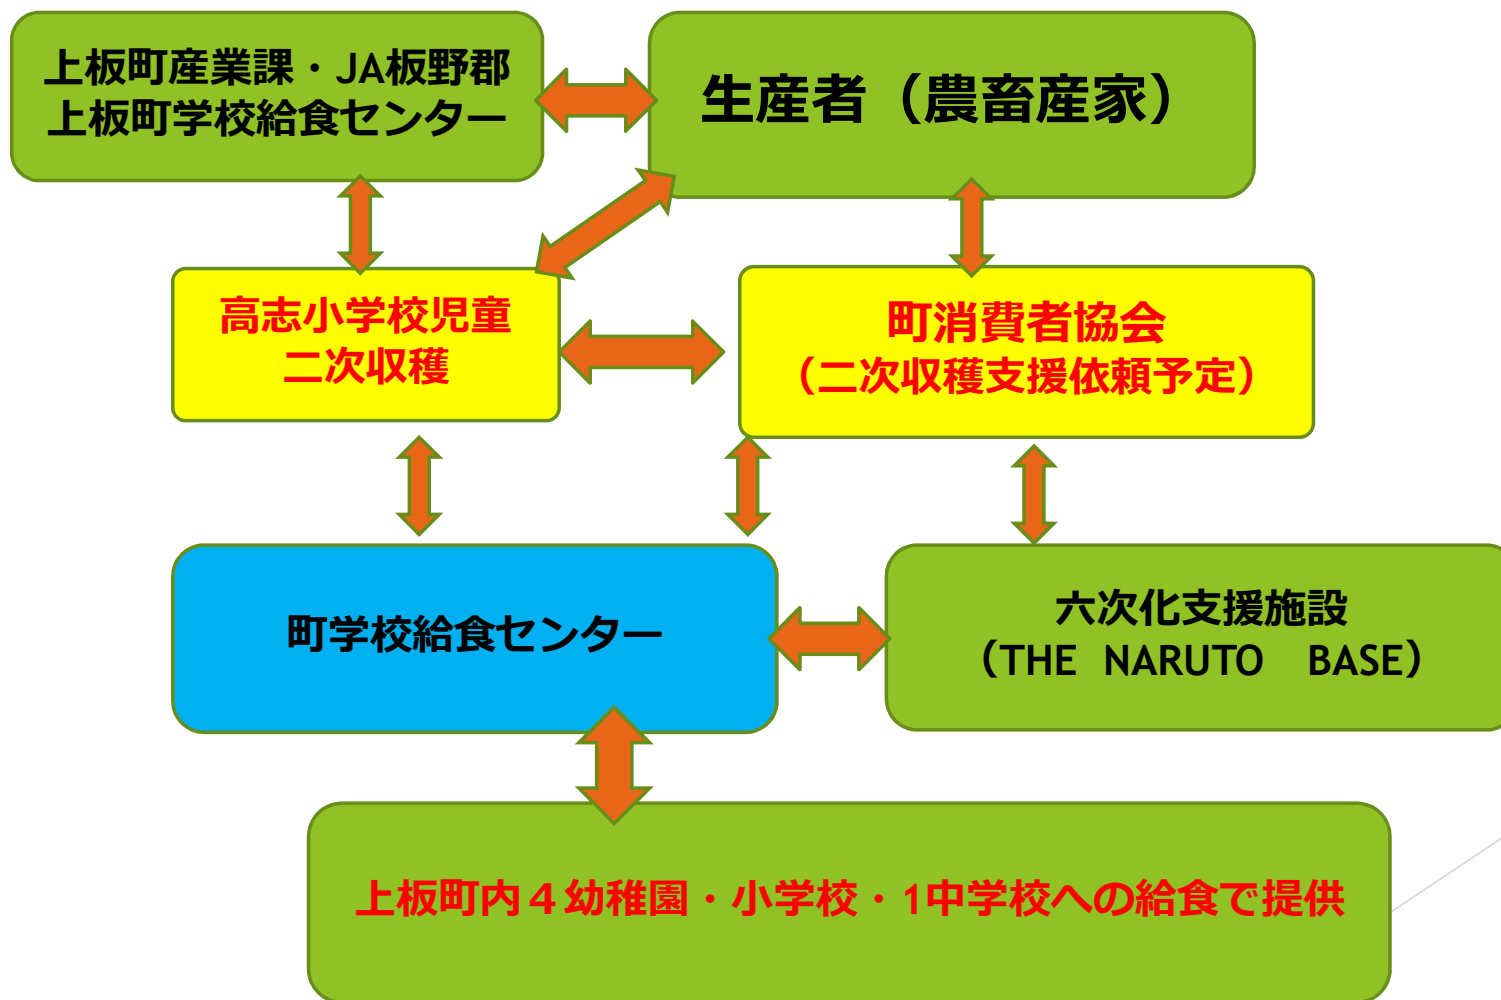 上板町産業課・JA板野郡
上板町学校給食センター
生産者（農畜産家）
高志小学校児童
二次収穫
町消費者協会
（二次収穫支援依頼予定）
町学校給食センター
六次化支援施設
（THE NARUTO　BASE）
上板町内４幼稚園・小学校・1中学校への給食で提供